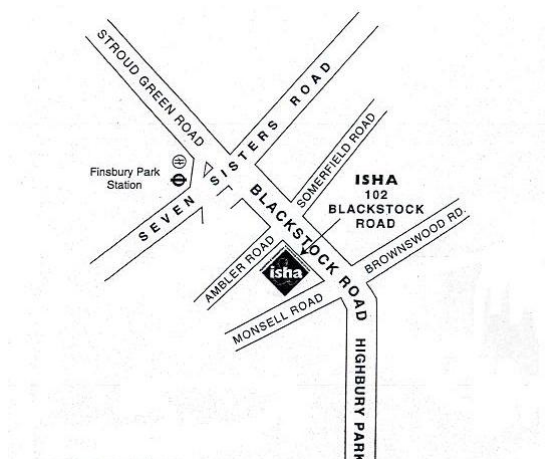 STROUD GREEN ROAD
SEVEN SISTERS ROAD
Finsbury Park
Station
SOMERFIELD ROAD
ISHA
102
BLACKSTOCK
ROAD
BLACKSTOCK ROAD
BROWNSWOOD RD.
AMBLER ROAD
isha
MONSELL ROAD
HIGHBURY PARK